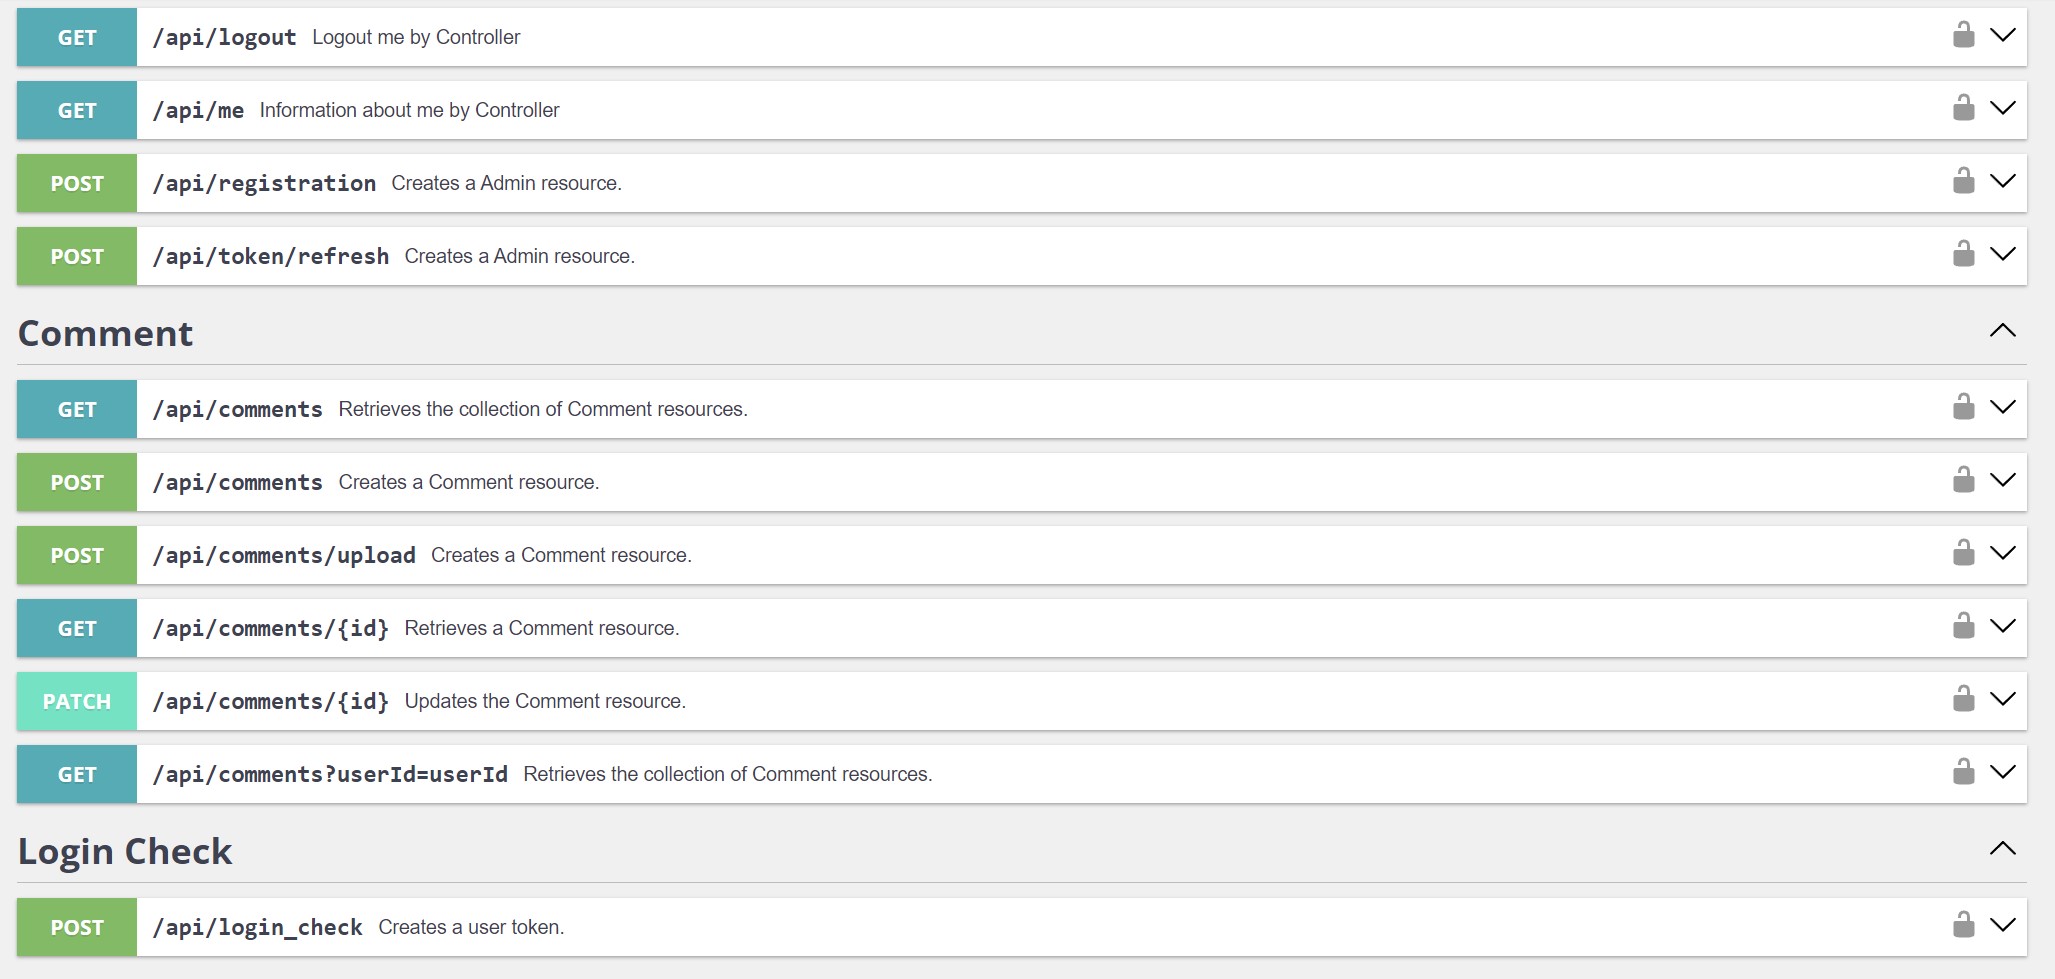 GET /api/logout Logout me by Controller
GET /api/me Information about me by Controller
POST /api/registration Creates a Admin resource.
POST /api/token/refresh Creates a Admin resource.
Comment
GET /api/comments Retrieves the collection of Comment resources.
POST /api/comments Creates a Comment resource.
POST /api/comments/upload Creates a Comment resource.
GET /api/comments/{id} Retrieves a Comment resource.
PATCH /api/comments/{id} Updates the Comment resource.
GET /api/comments?userId=userId Retrieves the collection of Comment resources.
Login Check
POST /api/login_check Creates a user token.